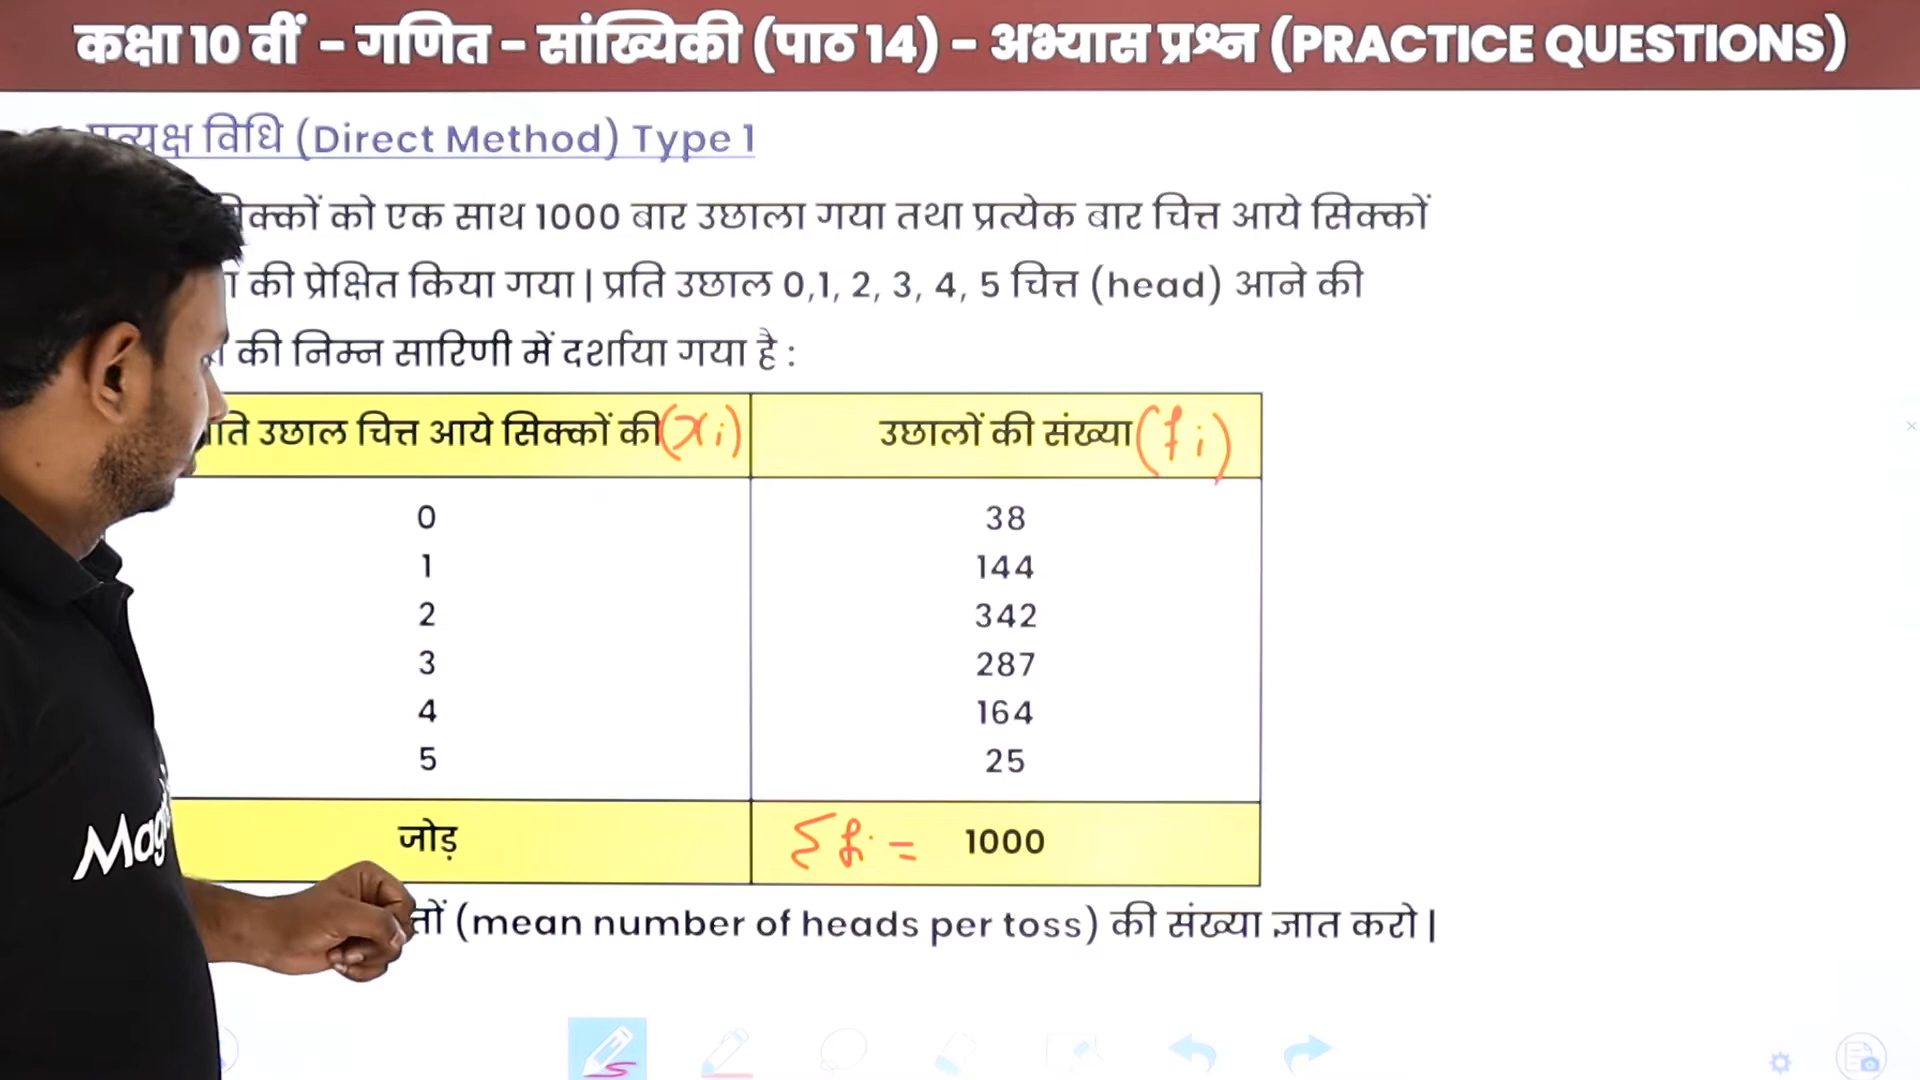 कक्षा 10 वीं - गणित - सांख्यिकी (पाठ 14) - अभ्यास प्रश्न (PRACTICE QUESTIONS)
विधि (Direct Method) Type 1
को एक साथ 1000 बार उछाला गया तथा प्रत्येक बार चित्त आये सिक्कों
की प्रेक्षित किया गया | प्रति उछाल 0,1, 2, 3, 4, 5 चित्त (head) आने की
की निम्न सारिणी में दर्शाया गया है :
उछाल चित्त आये सिक्कों की (xi) उछालों की संख्या (fi)
0 38
1 144
2 342
3 287
4 164
5 25
जोड़ Σfi = 1000
(mean number of heads per toss) की संख्या ज्ञात करो |